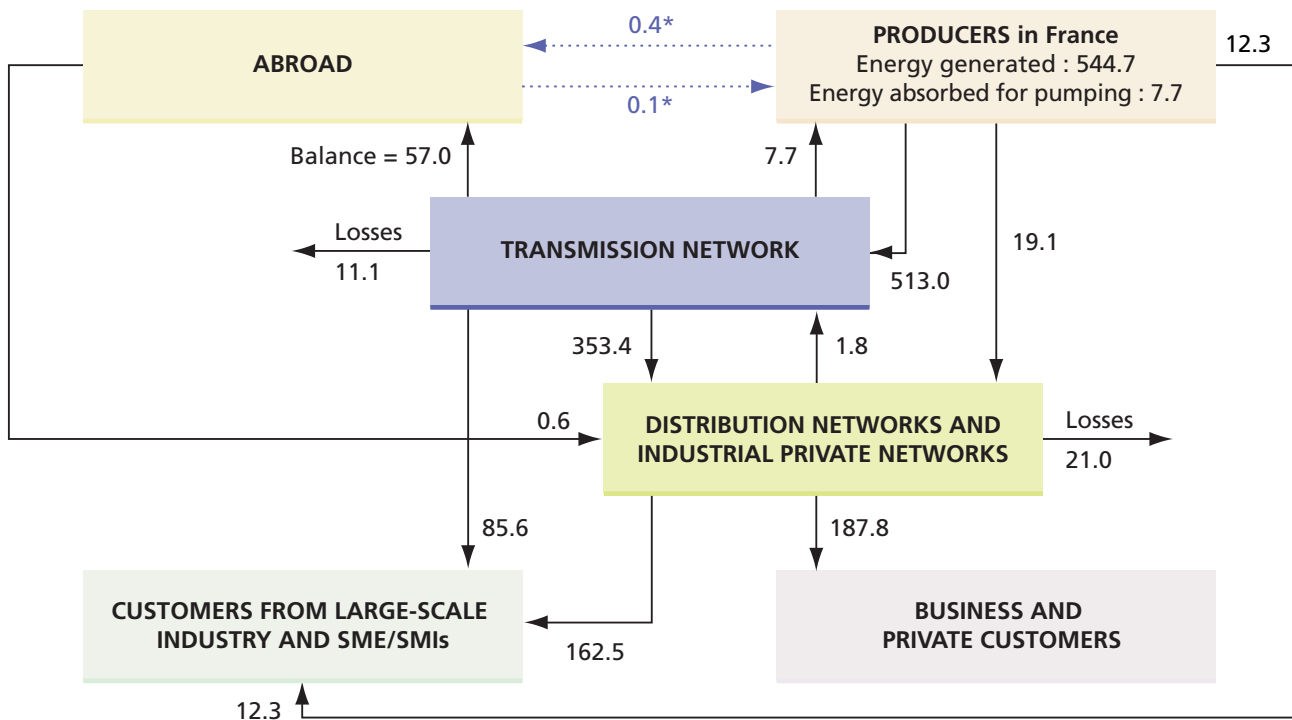 0.4*
PRODUCERS in France
12.3
ABROAD
Energy generated : 544.7
Energy absorbed for pumping : 7.7
0.1*
Balance = 57.0
7.7
Losses
TRANSMISSION NETWORK
19.1
11.1
513.0
353.4
1.8
0.6
DISTRIBUTION NETWORKS AND
INDUSTRIAL PRIVATE NETWORKS
Losses
21.0
85.6
187.8
CUSTOMERS FROM LARGE-SCALE
INDUSTRY AND SME/SMIs
BUSINESS AND
PRIVATE CUSTOMERS
162.5
12.3